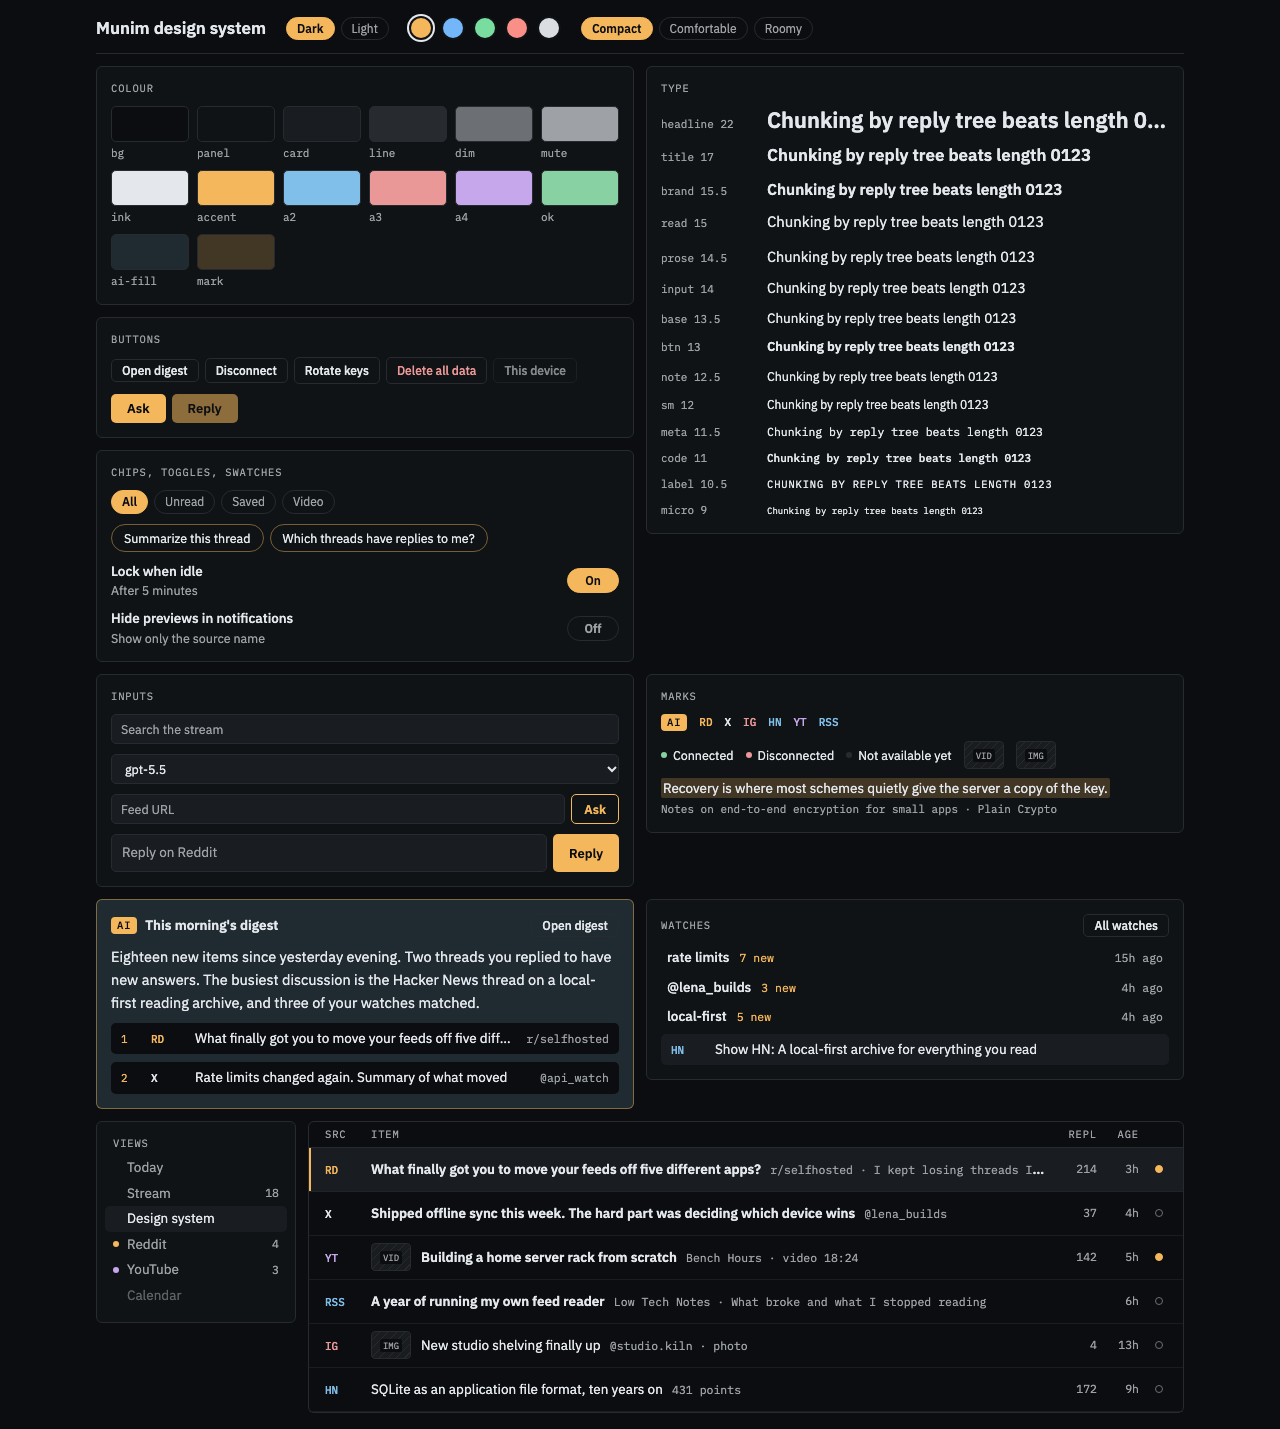 Munim design system Dark Light Compact Comfortable Roomy
COLOUR
bg panel card line dim mute
ink accent a2 a3 a4 ok
ai-fill mark
TYPE
headline 22 Chunking by reply tree beats length 0...
title 17 Chunking by reply tree beats length 0123
brand 15.5 Chunking by reply tree beats length 0123
read 15 Chunking by reply tree beats length 0123
prose 14.5 Chunking by reply tree beats length 0123
input 14 Chunking by reply tree beats length 0123
base 13.5 Chunking by reply tree beats length 0123
btn 13 Chunking by reply tree beats length 0123
note 12.5 Chunking by reply tree beats length 0123
sm 12 Chunking by reply tree beats length 0123
meta 11.5 Chunking by reply tree beats length 0123
code 11 Chunking by reply tree beats length 0123
label 10.5 CHUNKING BY REPLY TREE BEATS LENGTH 0123
micro 9 Chunking by reply tree beats length 0123
BUTTONS
Open digest Disconnect Rotate keys Delete all data This device
Ask Reply
CHIPS, TOGGLES, SWATCHES
All Unread Saved Video
Summarize this thread Which threads have replies to me?
Lock when idle
After 5 minutes
On
Hide previews in notifications
Show only the source name
Off
INPUTS
Search the stream
gpt-5.5
Feed URL Ask
Reply on Reddit Reply
MARKS
AI RD X IG HN YT RSS
Connected Disconnected Not available yet VID IMG
Recovery is where most schemes quietly give the server a copy of the key.
Notes on end-to-end encryption for small apps · Plain Crypto
AI This morning's digest Open digest
Eighteen new items since yesterday evening. Two threads you replied to have
new answers. The busiest discussion is the Hacker News thread on a local-
first reading archive, and three of your watches matched.
1 RD What finally got you to move your feeds off five diff... r/selfhosted
2 X Rate limits changed again. Summary of what moved @api_watch
WATCHES All watches
rate limits 7 new 15h ago
@lena_builds 3 new 4h ago
local-first 5 new 4h ago
HN Show HN: A local-first archive for everything you read
VIEWS
Today
Stream 18
Design system
Reddit 4
YouTube 3
Calendar
SRC ITEM REPL AGE
RD What finally got you to move your feeds off five different apps? r/selfhosted · I kept losing threads I... 214 3h
X Shipped offline sync this week. The hard part was deciding which device wins @lena_builds 37 4h
YT VID Building a home server rack from scratch Bench Hours · video 18:24 142 5h
RSS A year of running my own feed reader Low Tech Notes · What broke and what I stopped reading 6h
IG IMG New studio shelving finally up @studio.kiln · photo 4 13h
HN SQLite as an application file format, ten years on 431 points 172 9h